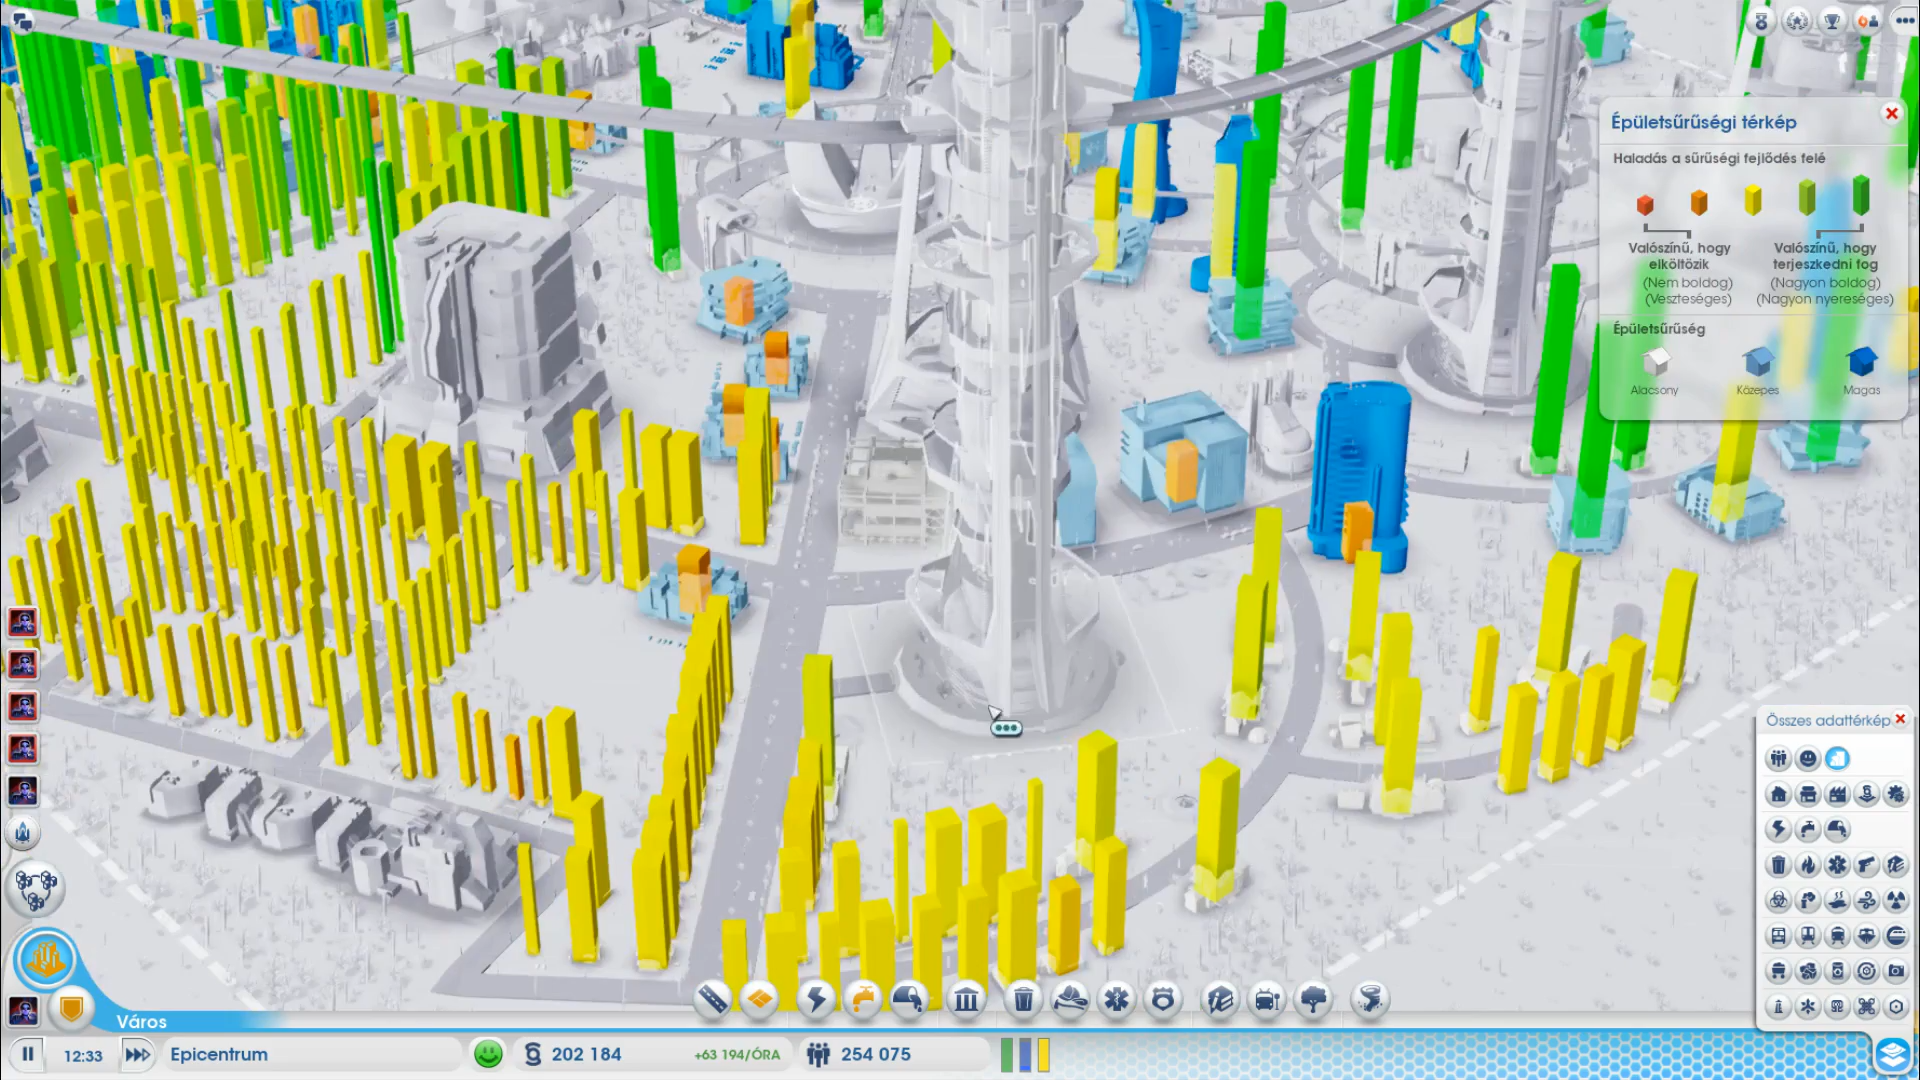 Épületsűrűségi térkép
Haladás a sűrűségi fejlődés felé
Valószínű, hogy
elköltözik
(Nem boldog)
(Veszteséges)
Valószínű, hogy
terjeszkedni fog
(Nagyon boldog)
(Nagyon nyereséges)
Épületsűrűség
Alacsony
Közepes
Magas
Összes adattérkép
Város
12:33
Epicentrum
202 184
+63 194/ÓRA
254 075